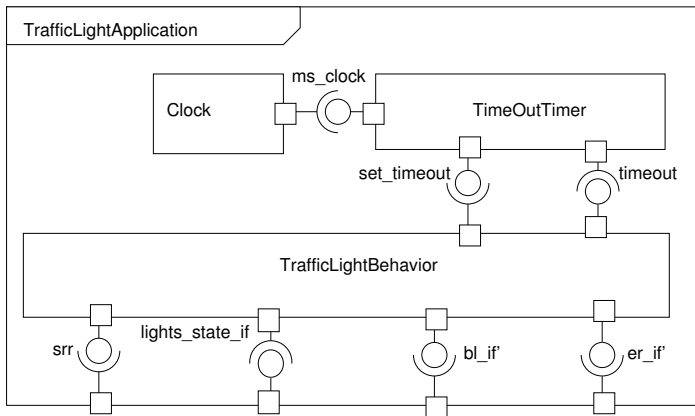 TrafficLightApplication
ms_clock
Clock
TimeOutTimer
set_timeout
timeout
TrafficLightBehavior
srr
lights_state_if
bl_if'
er_if'